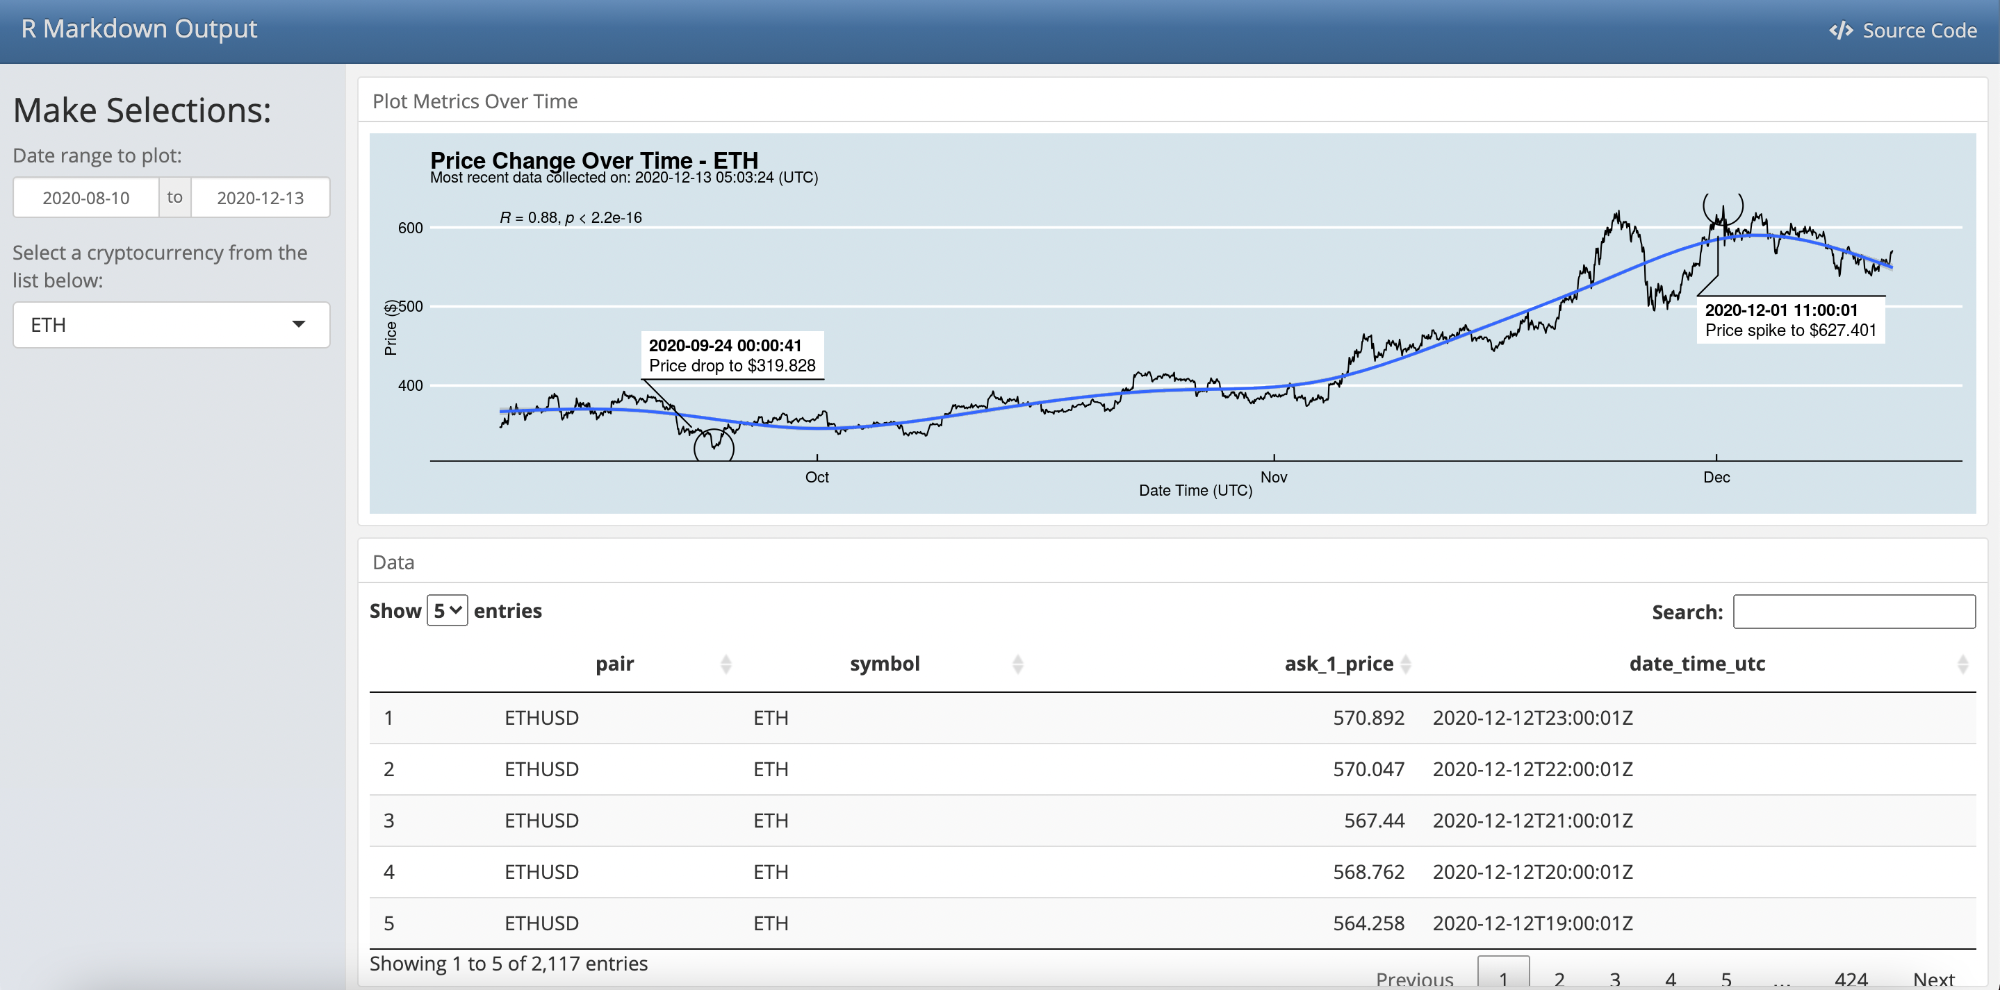 R Markdown Output
Source Code
Make Selections:
Date range to plot:
2020-08-10 to 2020-12-13
Select a cryptocurrency from the
list below:
ETH
Plot Metrics Over Time
Price Change Over Time - ETH
Most recent data collected on: 2020-12-13 05:03:24 (UTC)
R = 0.88, p < 2.2e-16
600
500
400
Price ($)
2020-09-24 00:00:41
Price drop to $319.828
2020-12-01 11:00:01
Price spike to $627.401
Oct Nov Dec
Date Time (UTC)
Data
Show 5 entries
Search:
pair symbol ask_1_price date_time_utc
1 ETHUSD ETH 570.892 2020-12-12T23:00:01Z
2 ETHUSD ETH 570.047 2020-12-12T22:00:01Z
3 ETHUSD ETH 567.44 2020-12-12T21:00:01Z
4 ETHUSD ETH 568.762 2020-12-12T20:00:01Z
5 ETHUSD ETH 564.258 2020-12-12T19:00:01Z
Showing 1 to 5 of 2,117 entries
Previous 1 2 3 4 5 ... 424 Next